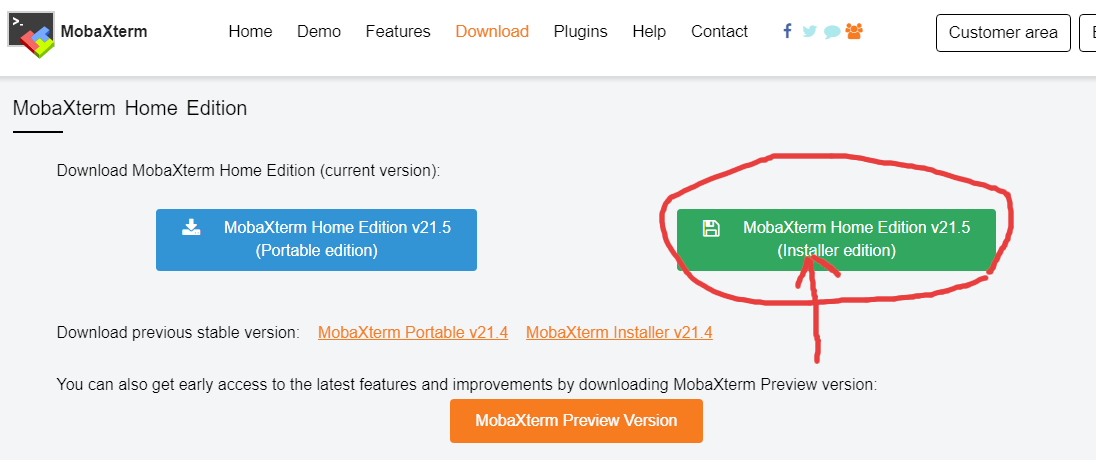 >_
MobaXterm
Home Demo Features Download Plugins Help Contact
Customer area
MobaXterm Home Edition
Download MobaXterm Home Edition (current version):
MobaXterm Home Edition v21.5
(Portable edition)
MobaXterm Home Edition v21.5
(Installer edition)
Download previous stable version: MobaXterm Portable v21.4 MobaXterm Installer v21.4
You can also get early access to the latest features and improvements by downloading MobaXterm Preview version:
MobaXterm Preview Version